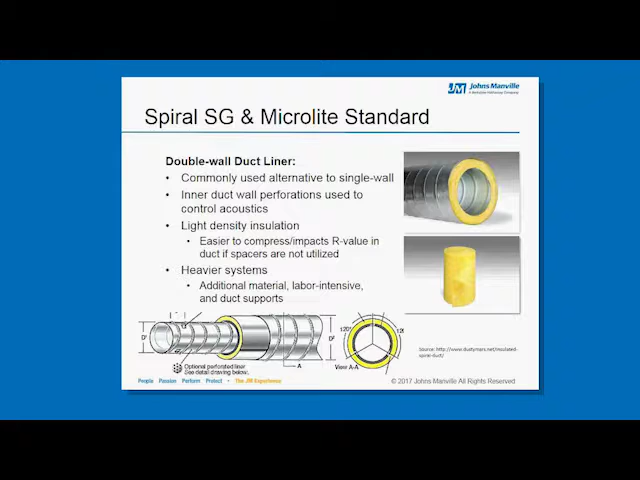 JM Johns Manville
A Berkshire Hathaway Company
Spiral SG & Microlite Standard
Double-wall Duct Liner:
• Commonly used alternative to single-wall
• Inner duct wall perforations used to
control acoustics
• Light density insulation
Easier to compress/impacts R-value in
duct if spacers are not utilized
• Heavier systems
Additional material, labor-intensive,
and duct supports
Optional perforated liner
See detail drawing below.
A
View A-A
Source: http://www.dustymars.net/insulated-
spiral-duct/
People Passion Perform Protect • The JM Experience
© 2017 Johns Manville All Rights Reserved